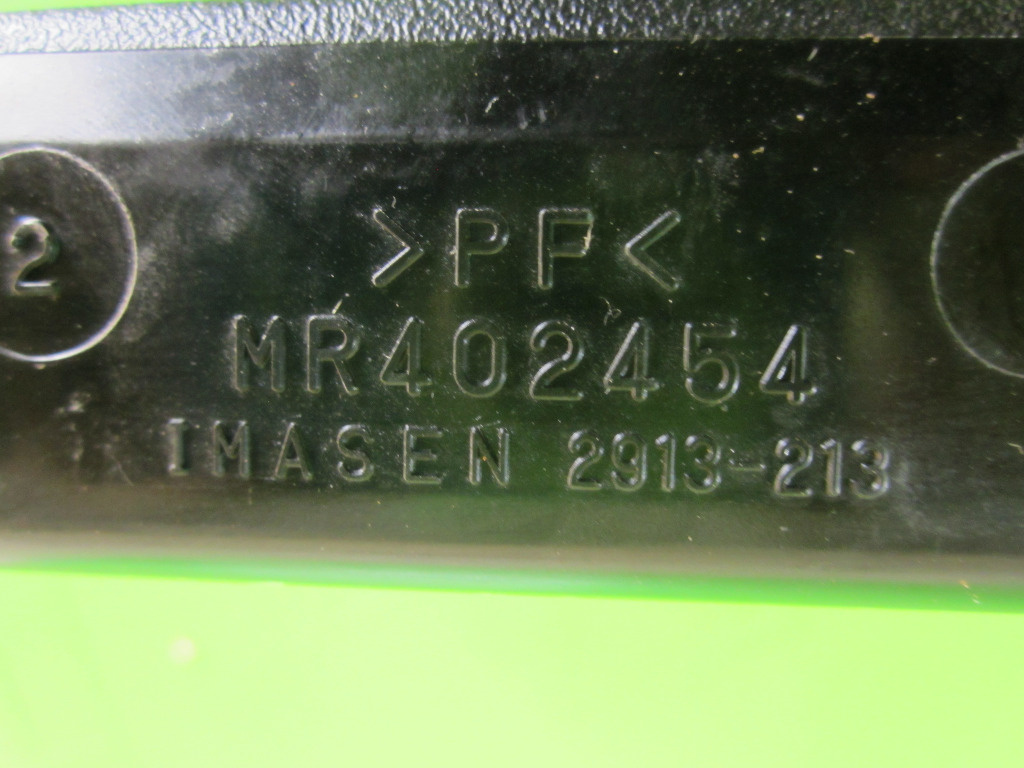 2
>PF<
MR402454
IMASEN 2913-213